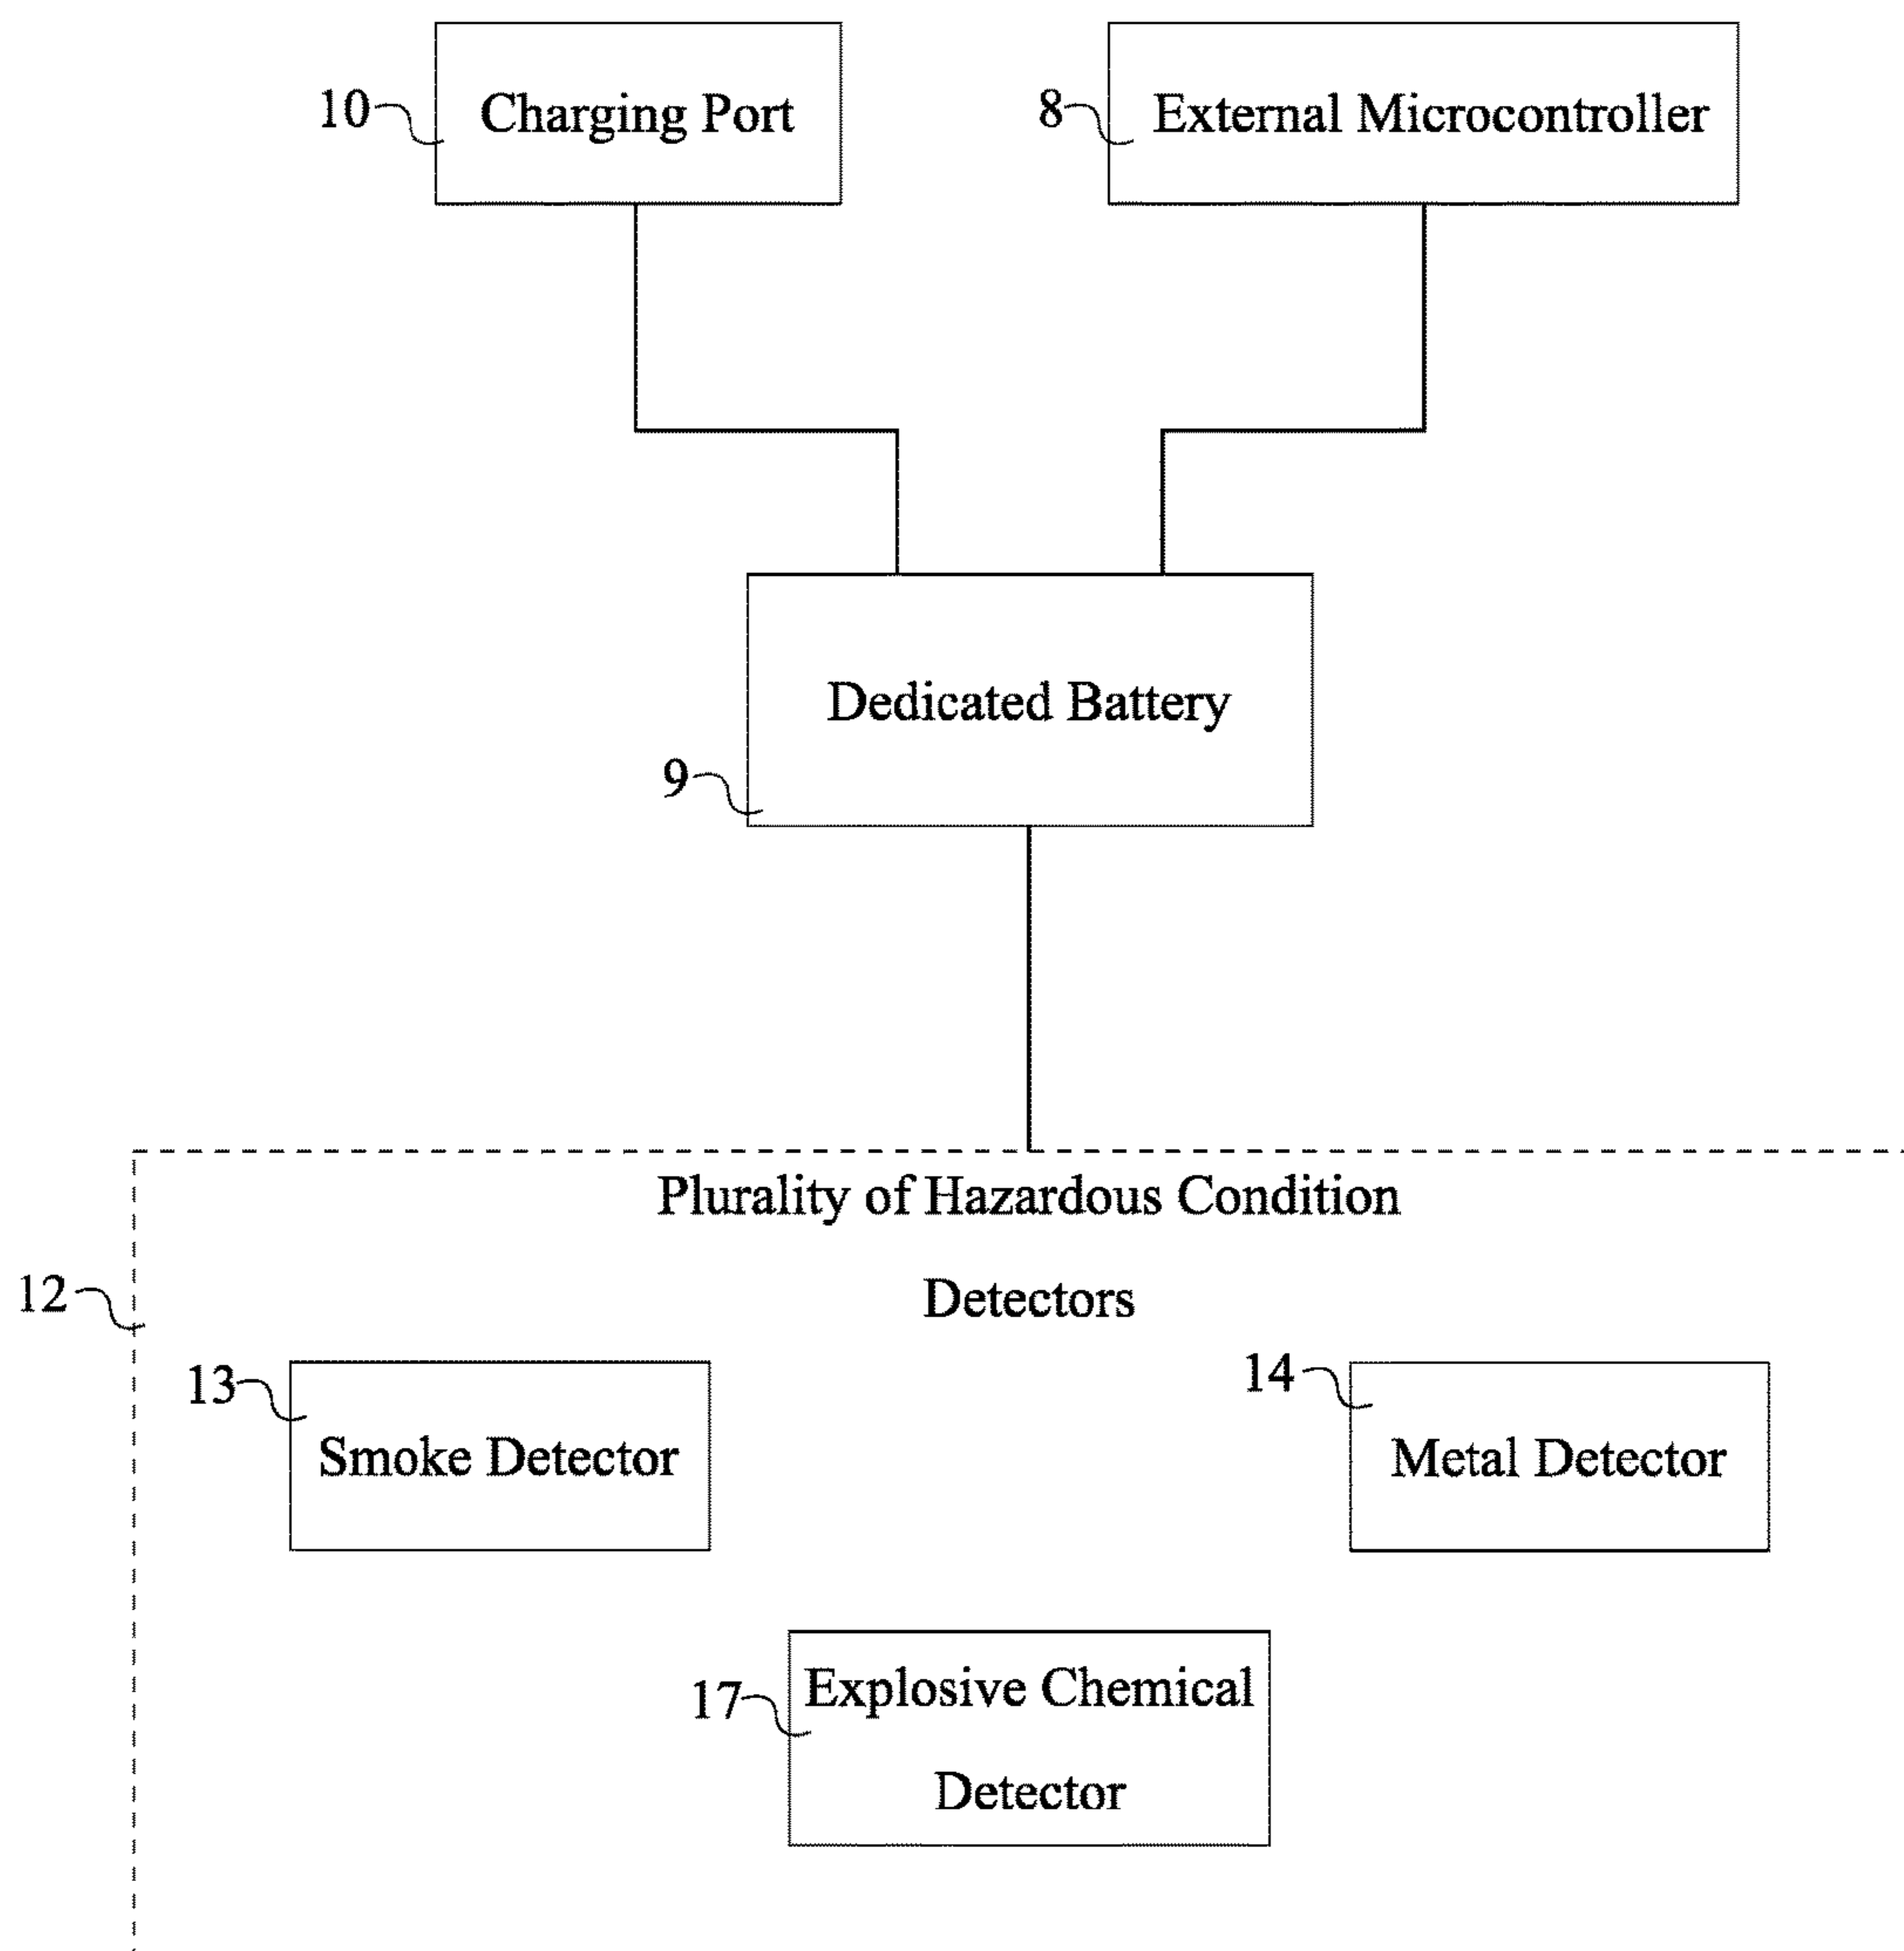 10
Charging Port
8
External Microcontroller
Dedicated Battery
9
Plurality of Hazardous Condition
Detectors
12
13
Smoke Detector
14
Metal Detector
17
Explosive Chemical
Detector